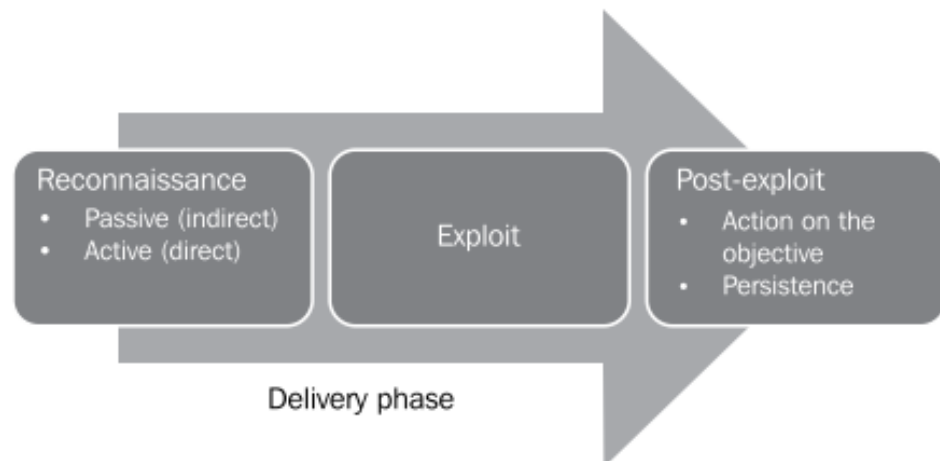 Reconnaissance
• Passive (indirect)
• Active (direct)
Exploit
Post-exploit
• Action on the
objective
• Persistence
Delivery phase